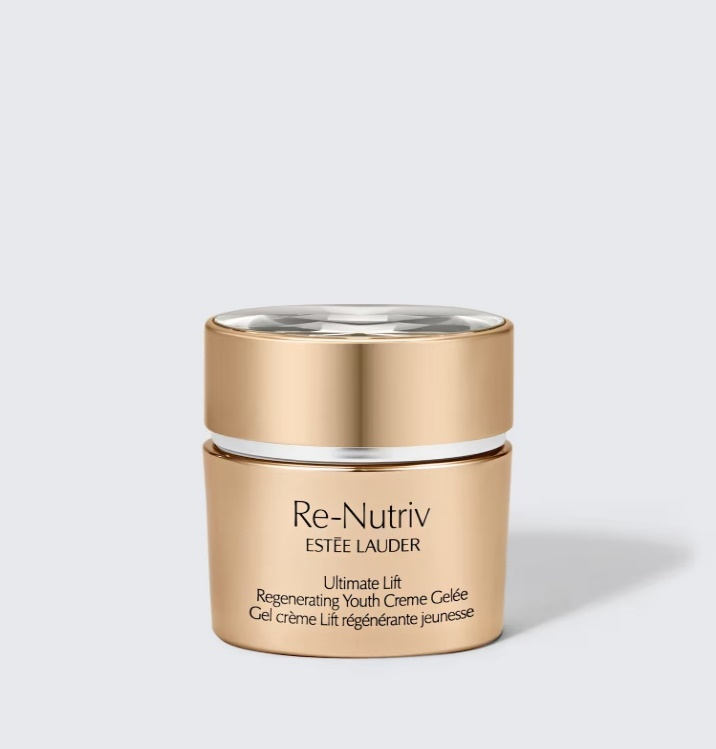 Re-Nutriv
ESTĒE LAUDER
Ultimate Lift
Regenerating Youth Creme Gelée
Gel crème Lift régénérante jeunesse